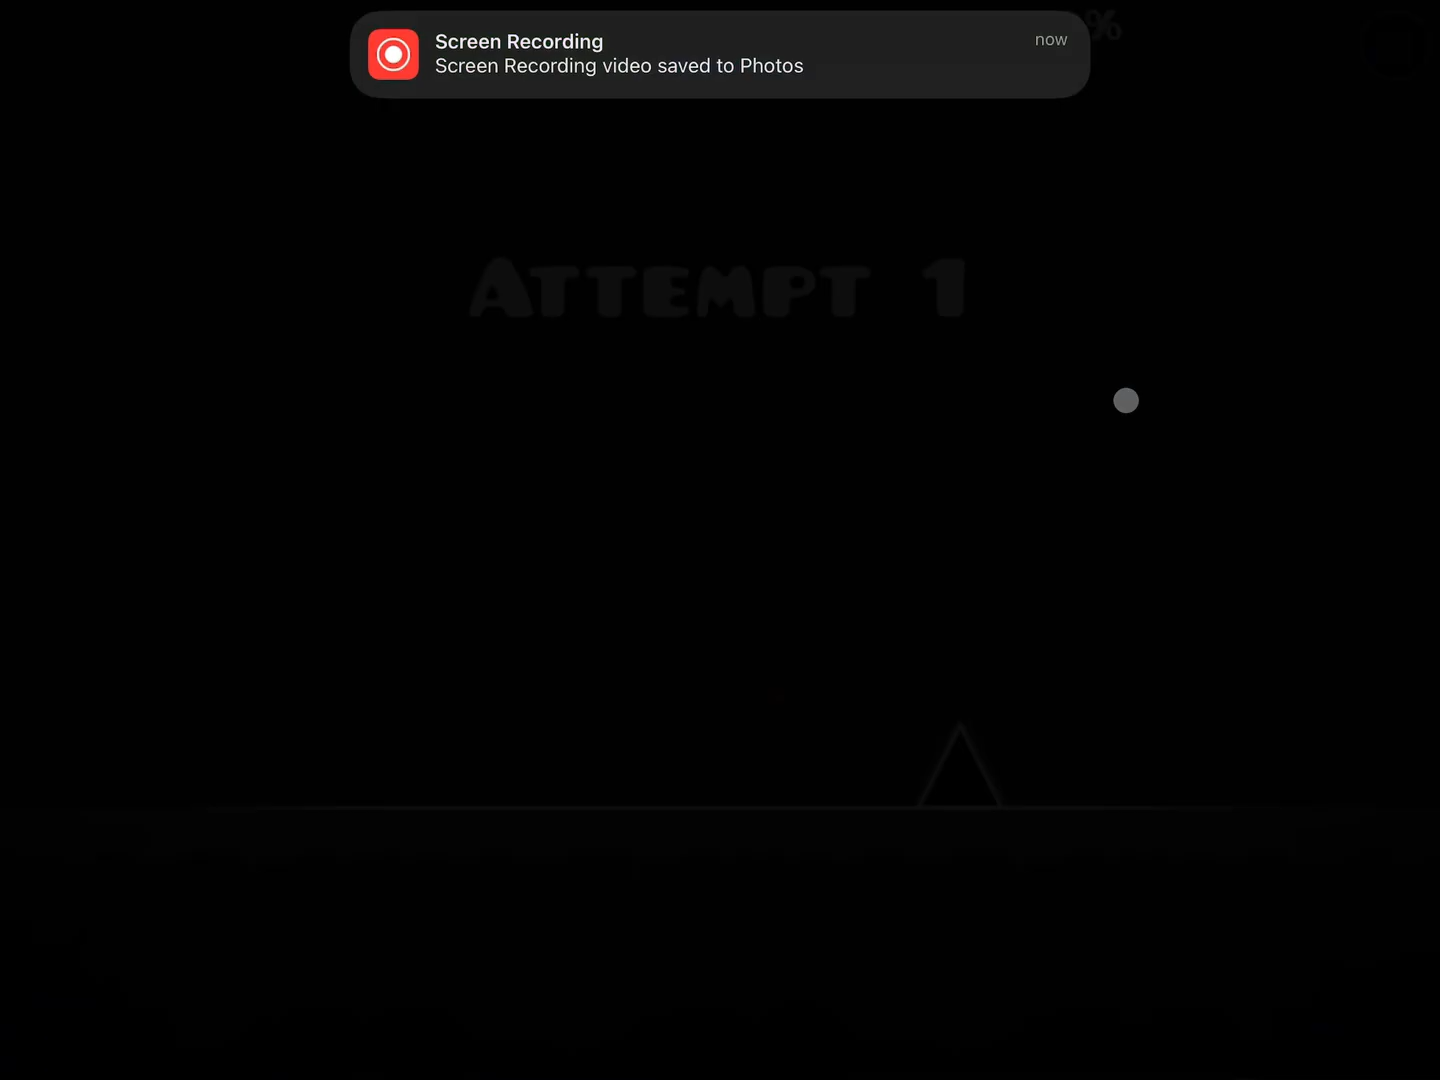 Screen Recording
now
Screen Recording video saved to Photos
%
ATTEMPT 1